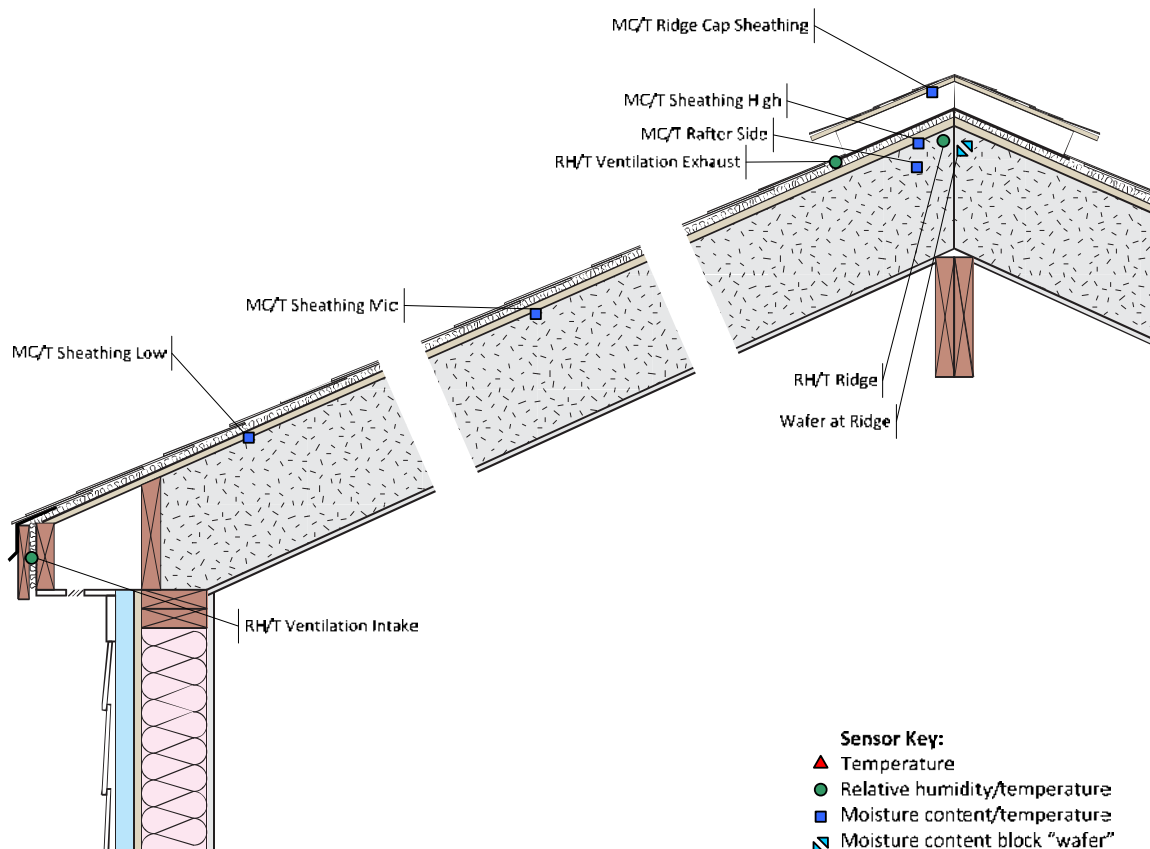 MC/T Ridge Cap Sheathing
MC/T Sheathing High
MC/T Rafter Side
RH/T Ventilation Exhaust
MC/T Sheathing Mid
MC/T Sheathing Low
RH/T Ridge
Wafer at Ridge
RH/T Ventilation Intake
Sensor Key:
Temperature
Relative humidity/temperature
Moisture content/temperature
Moisture content block "wafer"